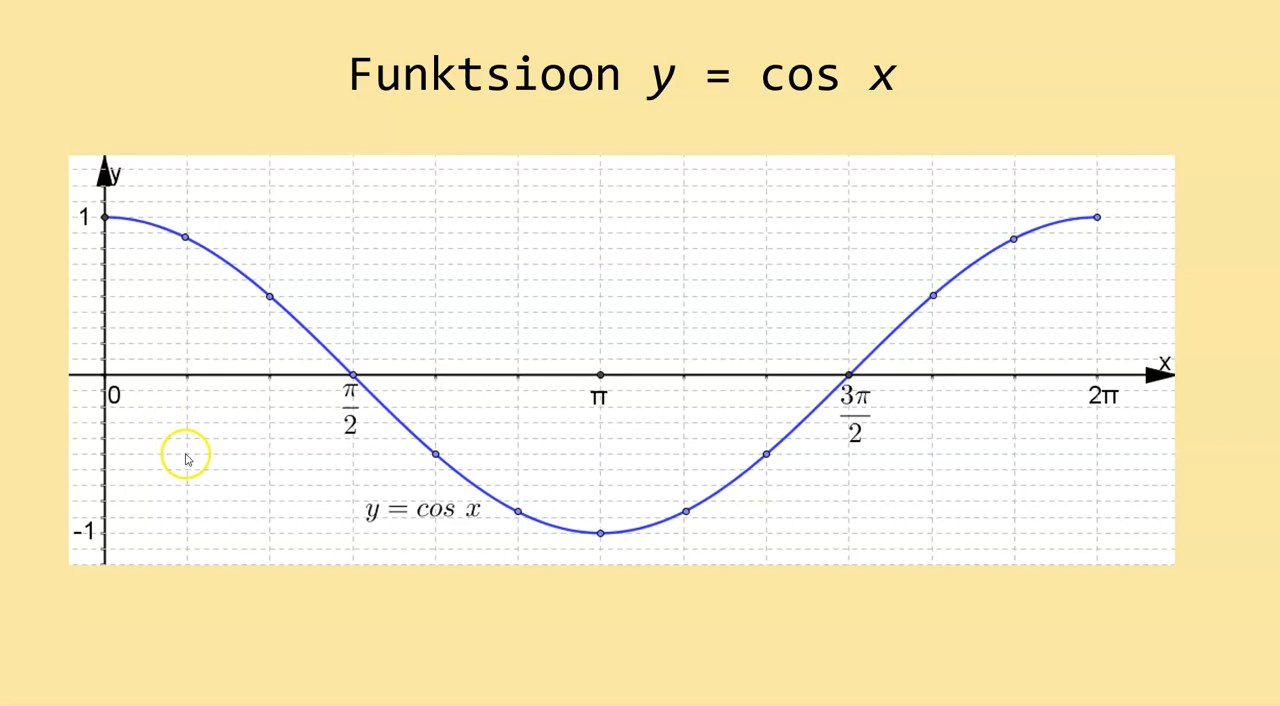 Funktsioon y = cos x
y
1
x
0
π/2
π
3π/2
2π
y = cos x
-1